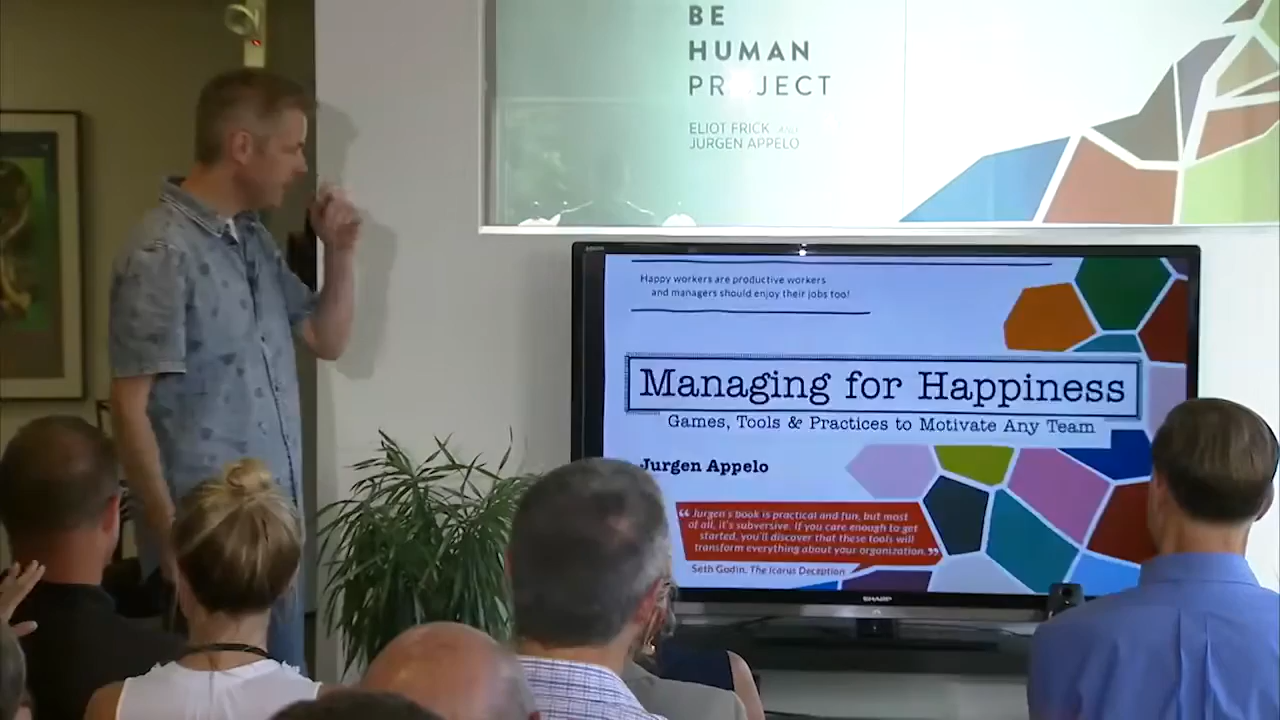 BE
HUMAN
PROJECT
ELIOT FRICK AND
JURGEN APPELO
Happy workers are productive workers
and managers should enjoy their jobs too!
Managing for Happiness
Games, Tools & Practices to Motivate Any Team
Jurgen Appelo
“Jurgen's book is practical and fun, but most
of all, it's subversive. If you care enough to get
started, you'll discover that these tools will
transform everything about your organization.”
Seth Godin, The Icarus Deception
SHARP